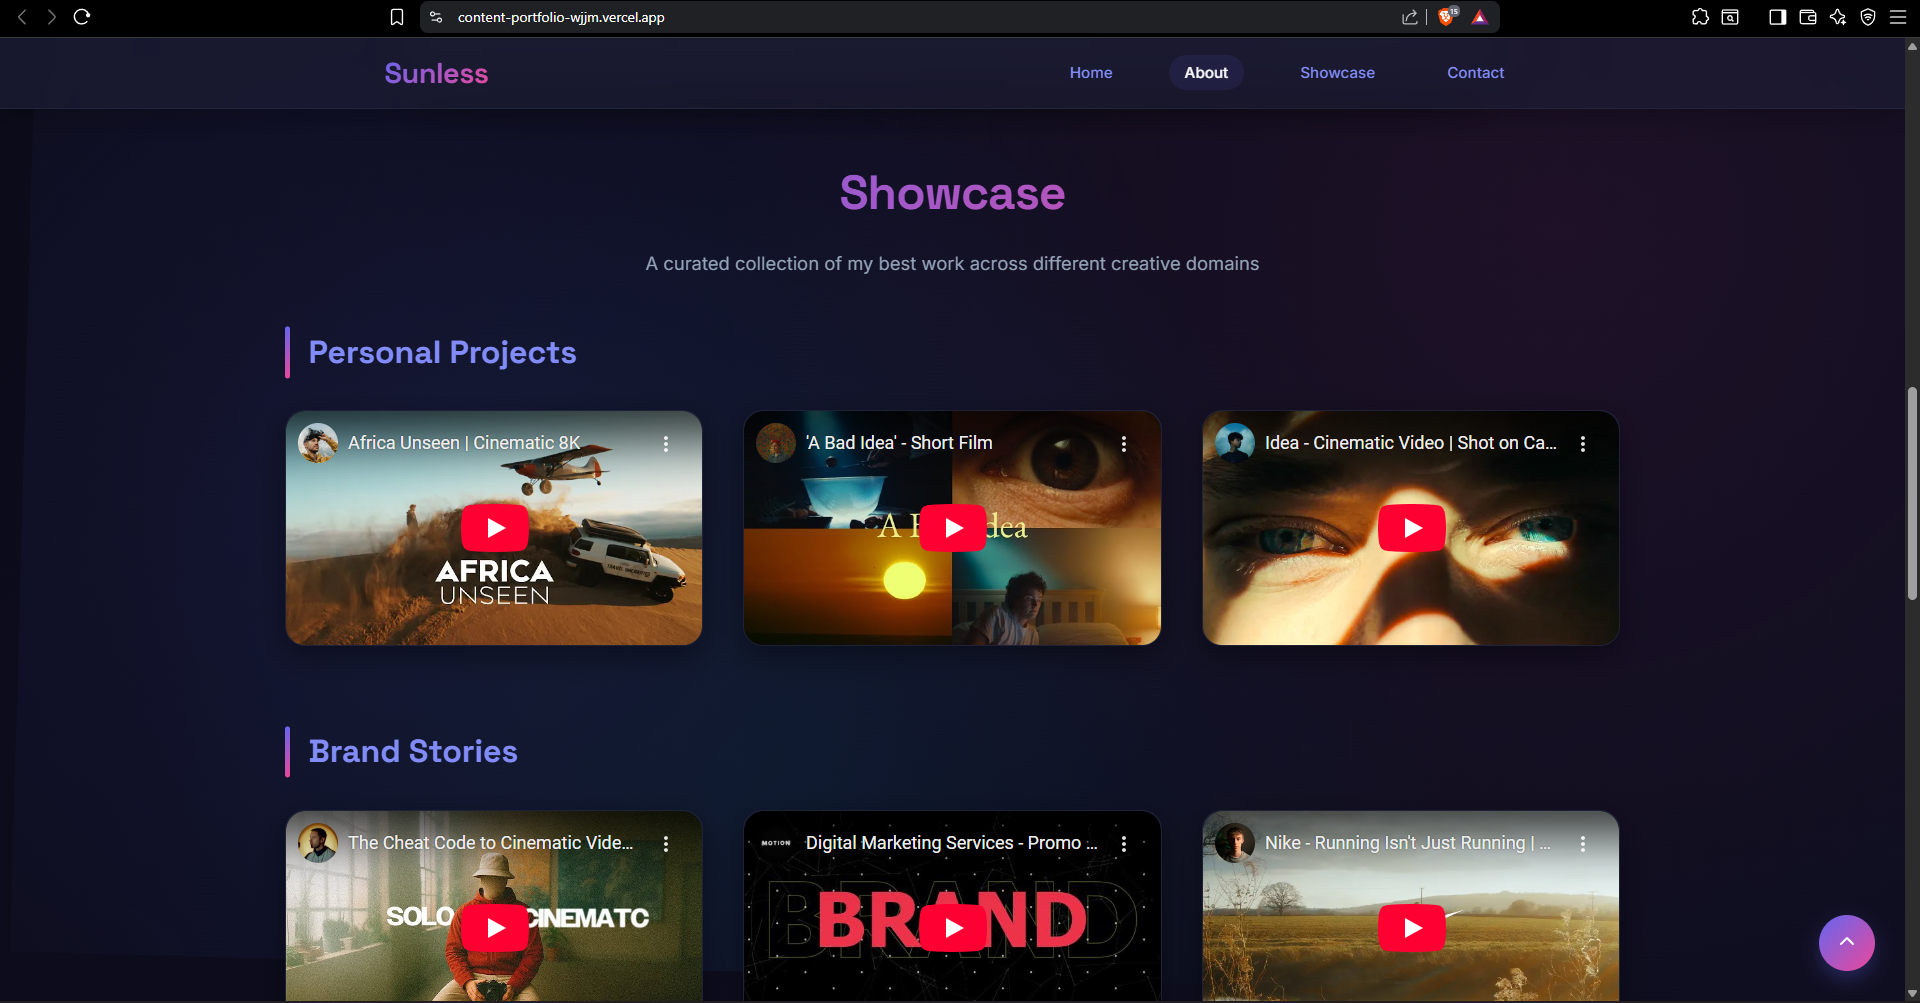 content-portfolio-wjjm.vercel.app
15
Sunless
Home
About
Showcase
Contact
Showcase
A curated collection of my best work across different creative domains
Personal Projects
Africa Unseen | Cinematic 8K
AFRICA
UNSEEN
'A Bad Idea' - Short Film
A
dea
Idea - Cinematic Video | Shot on Ca...
Brand Stories
The Cheat Code to Cinematic Vide...
SOLO CINEMATC
MOTION
Digital Marketing Services - Promo ...
BRAND
BRAND
Nike - Running Isn't Just Running | ...